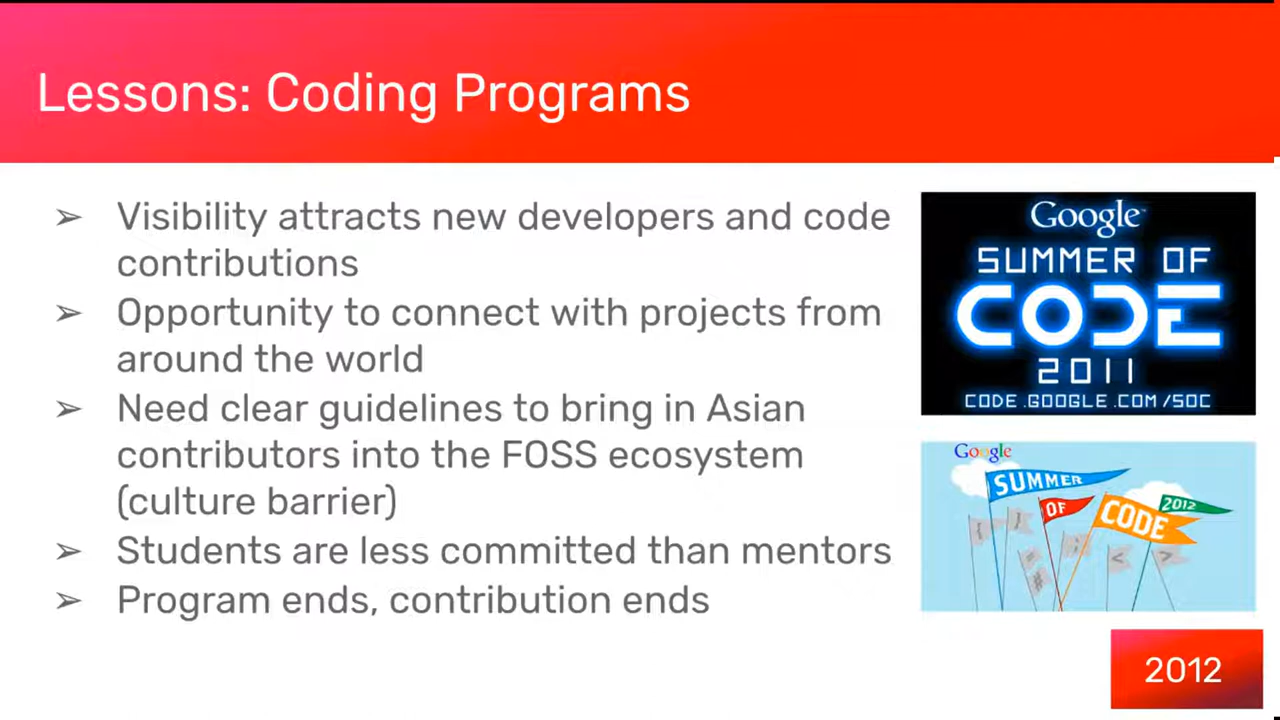 Lessons: Coding Programs
➢ Visibility attracts new developers and code
contributions
➢ Opportunity to connect with projects from
around the world
➢ Need clear guidelines to bring in Asian
contributors into the FOSS ecosystem
(culture barrier)
➢ Students are less committed than mentors
➢ Program ends, contribution ends
Google™
SUMMER OF
CODE
2011
CODE.GOOGLE.COM/SOC
Google
SUMMER
OF
CODE
2012
2012